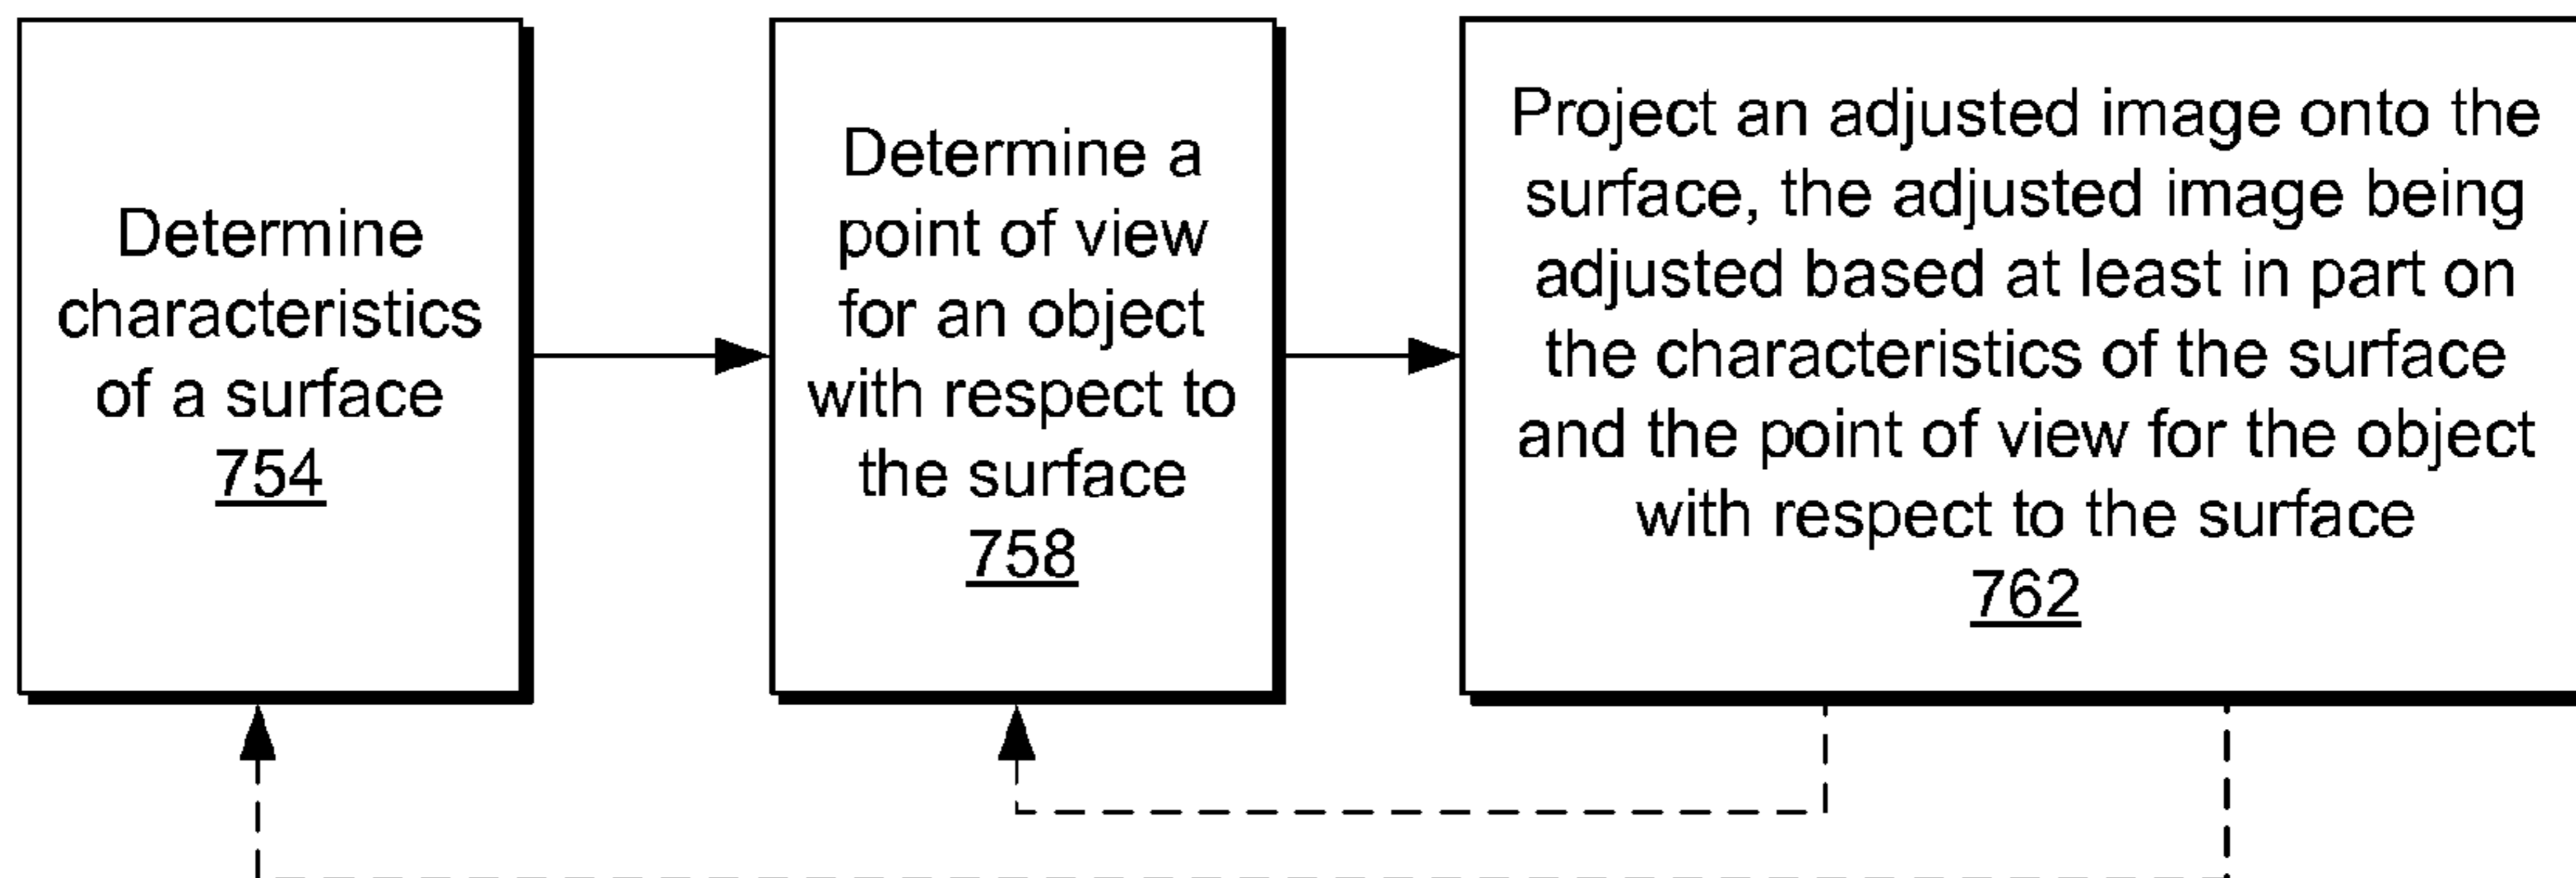 Determine
characteristics
of a surface
754
Determine a
point of view
for an object
with respect to
the surface
758
Project an adjusted image onto the
surface, the adjusted image being
adjusted based at least in part on
the characteristics of the surface
and the point of view for the object
with respect to the surface
762